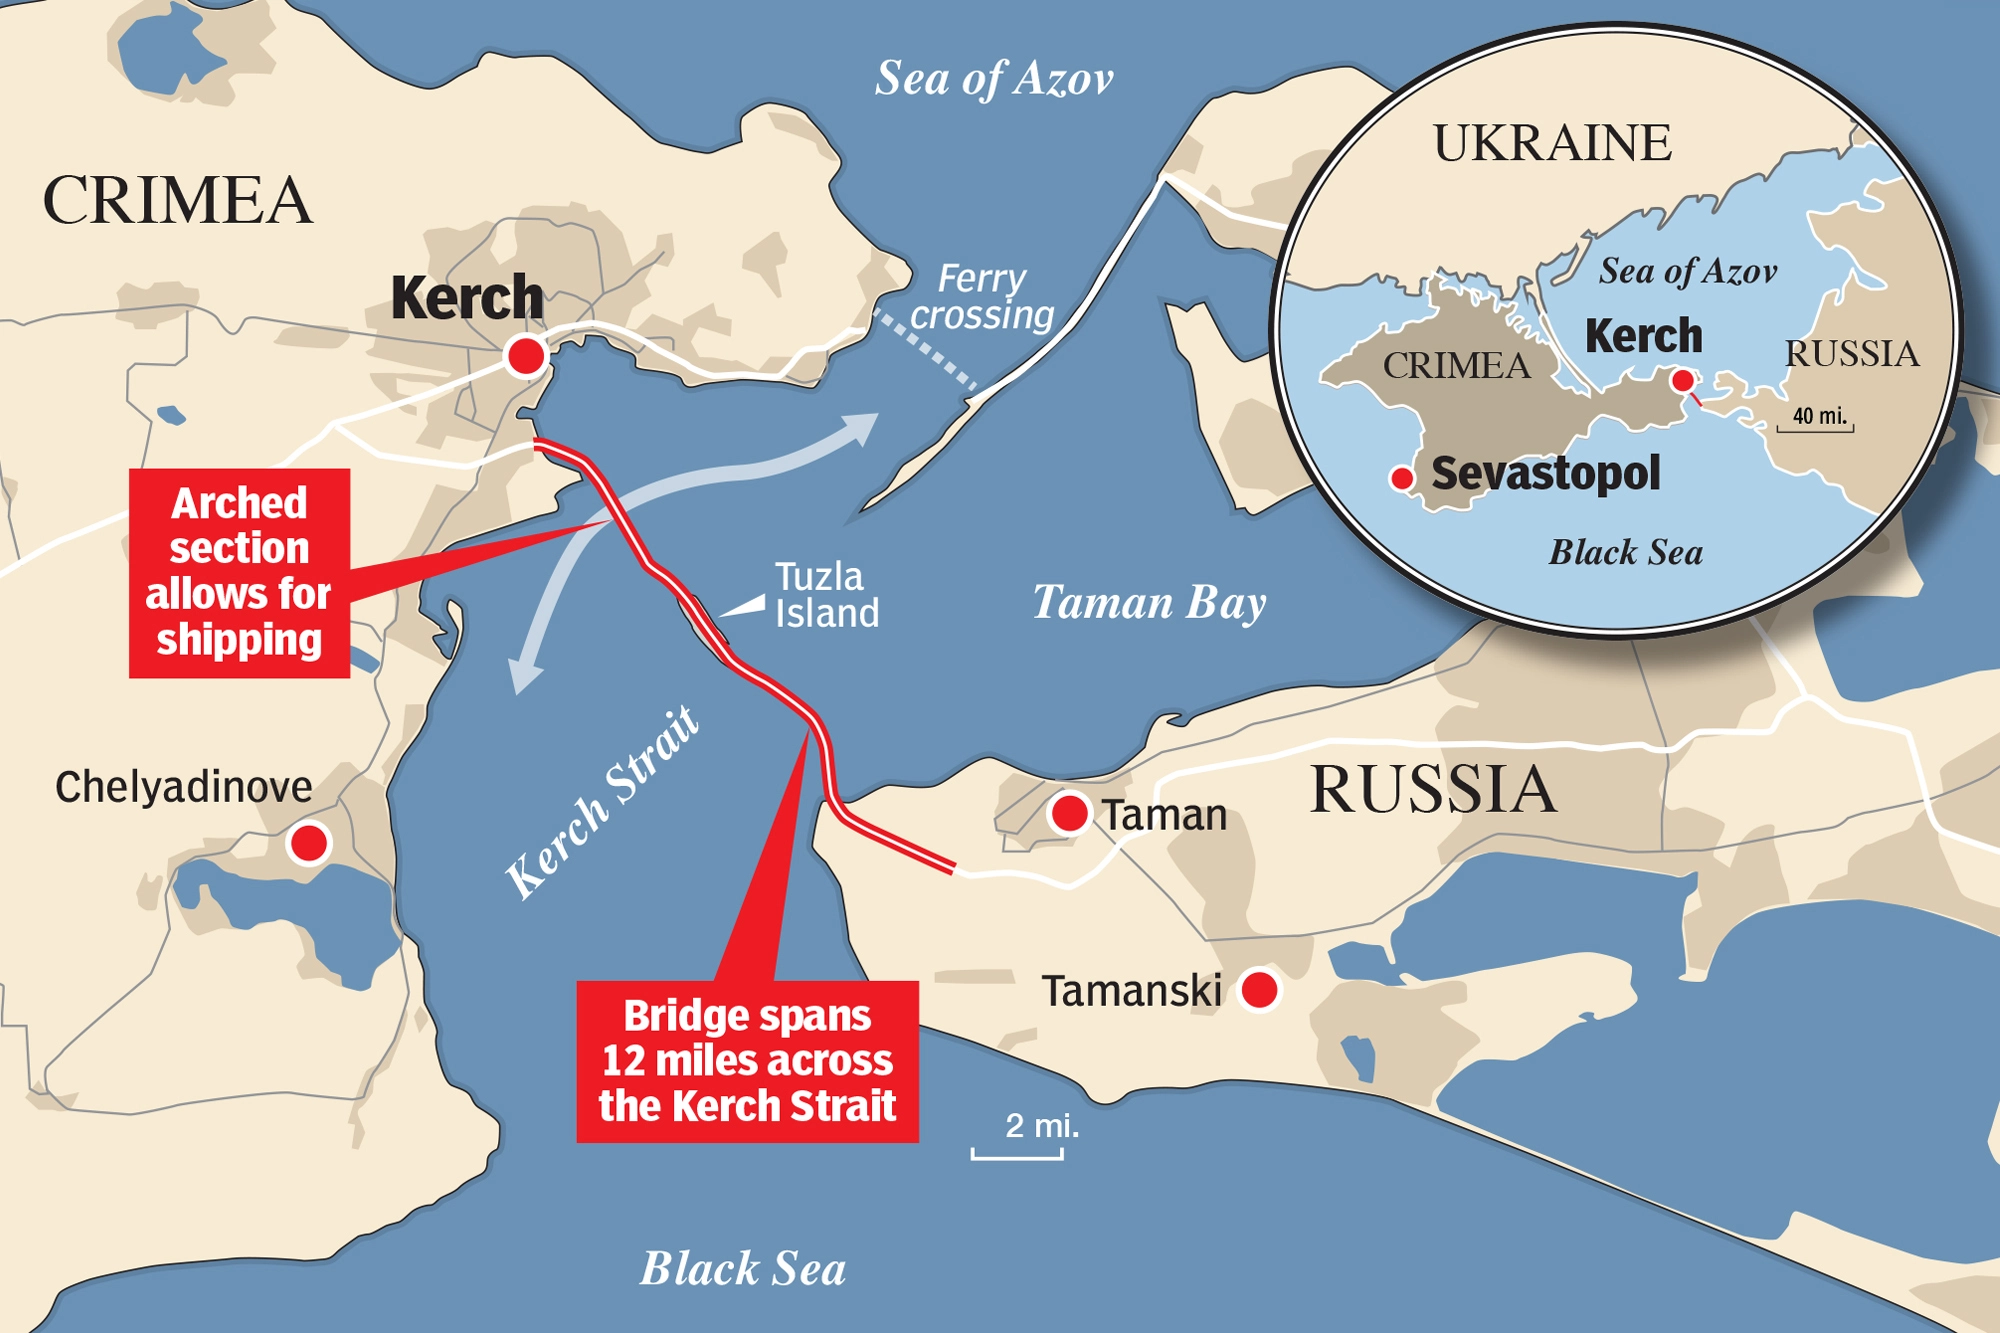 Sea of Azov
CRIMEA
Kerch
Ferry
crossing
Arched
section
allows for
shipping
Tuzla
Island
Taman Bay
Kerch Strait
Chelyadinove
Taman
RUSSIA
Tamanski
Bridge spans
12 miles across
the Kerch Strait
2 mi.
Black Sea
UKRAINE
Sea of Azov
Kerch
CRIMEA
RUSSIA
40 mi.
Sevastopol
Black Sea